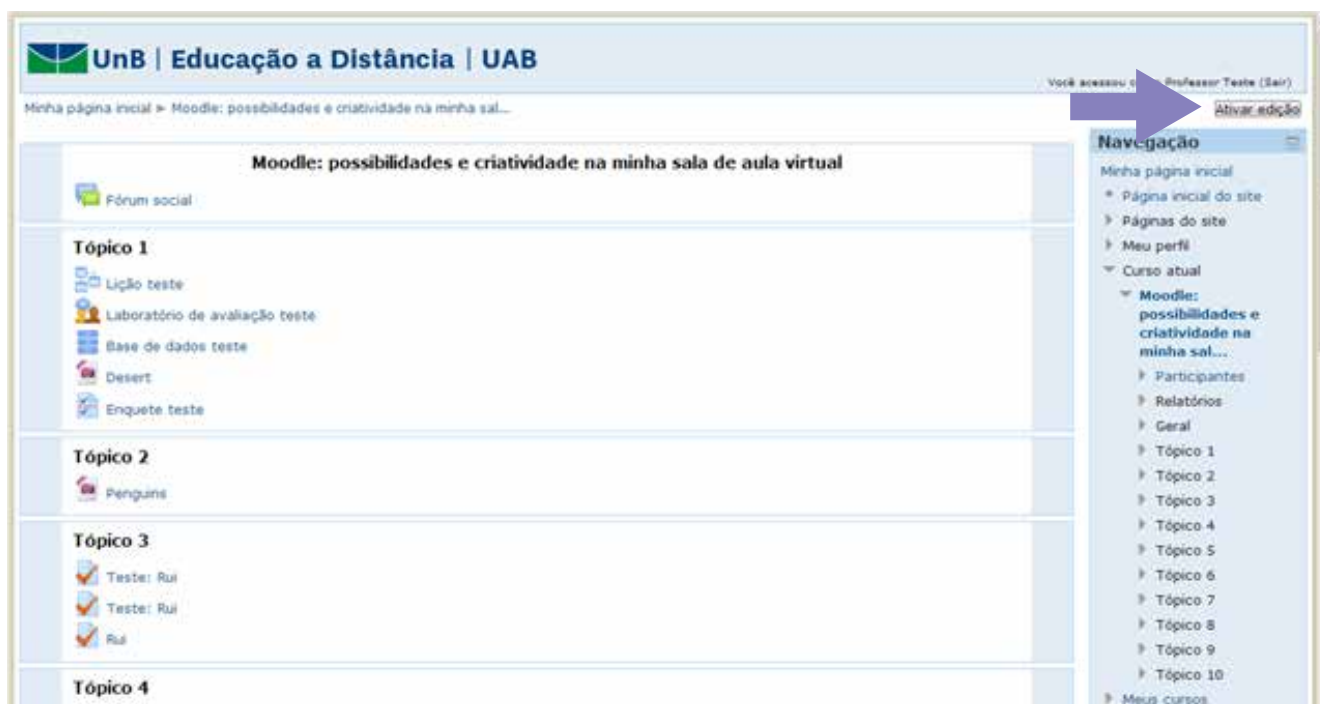 UnB | Educação a Distância | UAB
Você acessou Professor Teste (Sair)
Minha página inicial ► Moodle: possibilidades e criatividade na minha sal...
Ativar edição
Moodle: possibilidades e criatividade na minha sala de aula virtual
Fórum social
Tópico 1
Lição teste
Laboratório de avaliação teste
Base de dados teste
Desert
Enquete teste
Tópico 2
Penguins
Tópico 3
Teste: Rui
Teste: Rui
Rui
Tópico 4
Navegação
Minha página inicial
Página inicial do site
Páginas do site
Meu perfil
Curso atual
Moodle:
possibilidades e
criatividade na
minha sal...
Participantes
Relatórios
Geral
Tópico 1
Tópico 2
Tópico 3
Tópico 4
Tópico 5
Tópico 6
Tópico 7
Tópico 8
Tópico 9
Tópico 10
Meus cursos